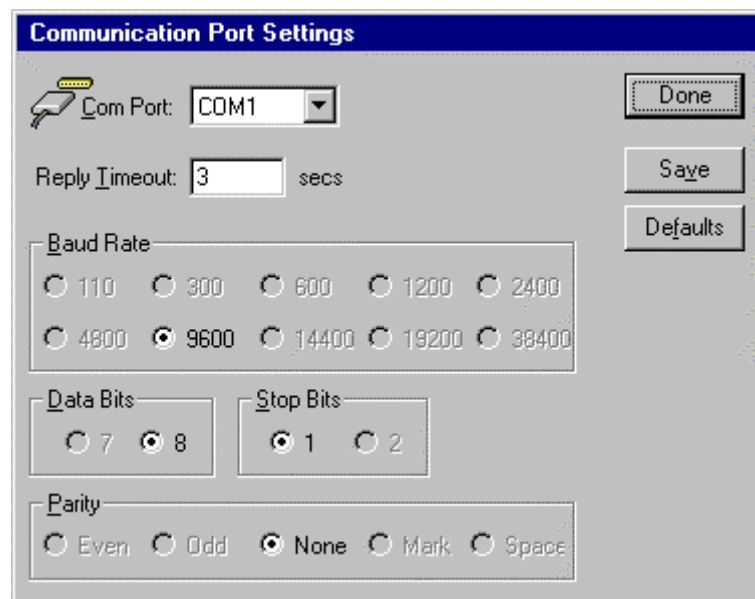 Communication Port Settings
Com Port: COM1
Done
Reply Timeout: 3 secs
Save
Defaults
Baud Rate
110 300 600 1200 2400
4800 9600 14400 19200 38400
Data Bits
7 8
Stop Bits
1 2
Parity
Even Odd None Mark Space